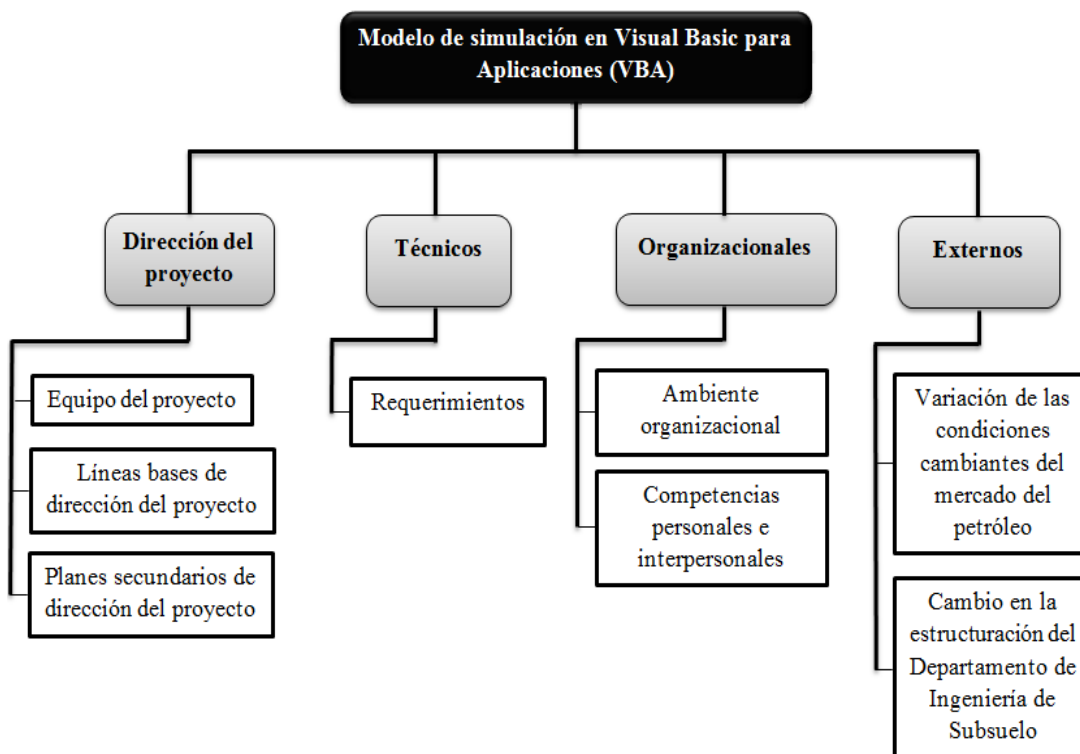 Modelo de simulación en Visual Basic para
Aplicaciones (VBA)
Dirección del
proyecto
Técnicos
Organizacionales
Externos
Equipo del proyecto
Líneas bases de
dirección del proyecto
Planes secundarios de
dirección del proyecto
Requerimientos
Ambiente
organizacional
Competencias
personales e
interpersonales
Variación de las
condiciones
cambiantes del
mercado del
petróleo
Cambio en la
estructuración del
Departamento de
Ingeniería de
Subsuelo